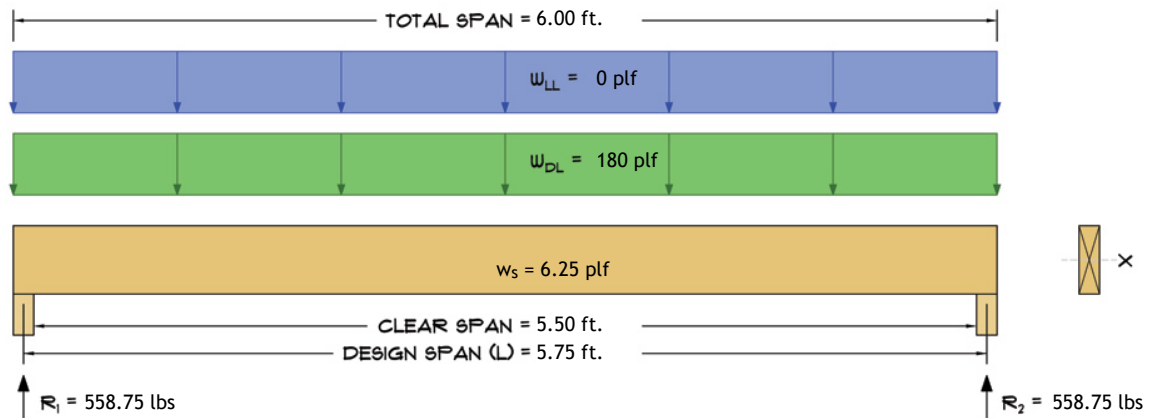 TOTAL SPAN = 6.00 ft.
wLL = 0 plf
wDL = 180 plf
ws = 6.25 plf
X
CLEAR SPAN = 5.50 ft.
DESIGN SPAN (L) = 5.75 ft.
R1 = 558.75 lbs
R2 = 558.75 lbs